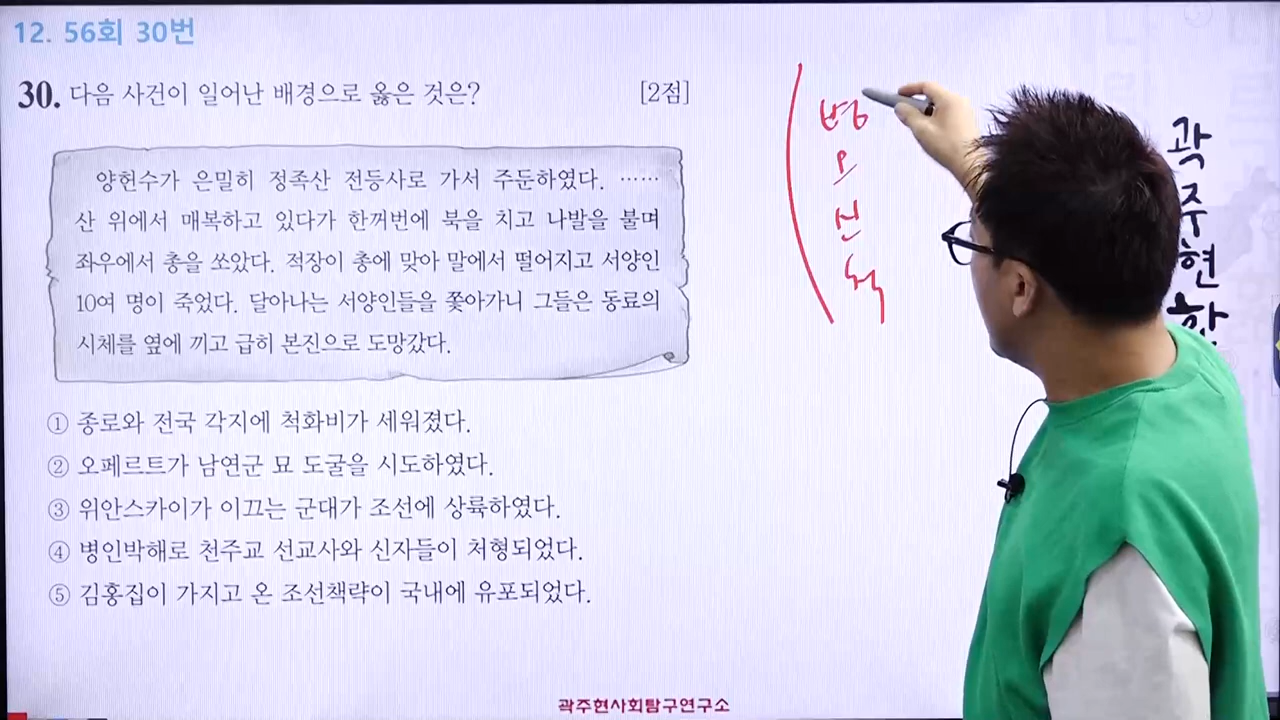 12. 56회 30번
30. 다음 사건이 일어난 배경으로 옳은 것은? [2점]
양헌수가 은밀히 정족산 전등사로 가서 주둔하였다. ……
산 위에서 매복하고 있다가 한꺼번에 북을 치고 나발을 불며
좌우에서 총을 쏘았다. 적장이 총에 맞아 말에서 떨어지고 서양인
10여 명이 죽었다. 달아나는 서양인들을 쫓아가니 그들은 동료의
시체를 옆에 끼고 급히 본진으로 도망갔다.
① 종로와 전국 각지에 척화비가 세워졌다.
② 오페르트가 남연군 묘 도굴을 시도하였다.
③ 위안스카이가 이끄는 군대가 조선에 상륙하였다.
④ 병인박해로 천주교 선교사와 신자들이 처형되었다.
⑤ 김홍집이 가지고 온 조선책략이 국내에 유포되었다.
병
오
신
척
곽주현
곽주현사회탐구연구소